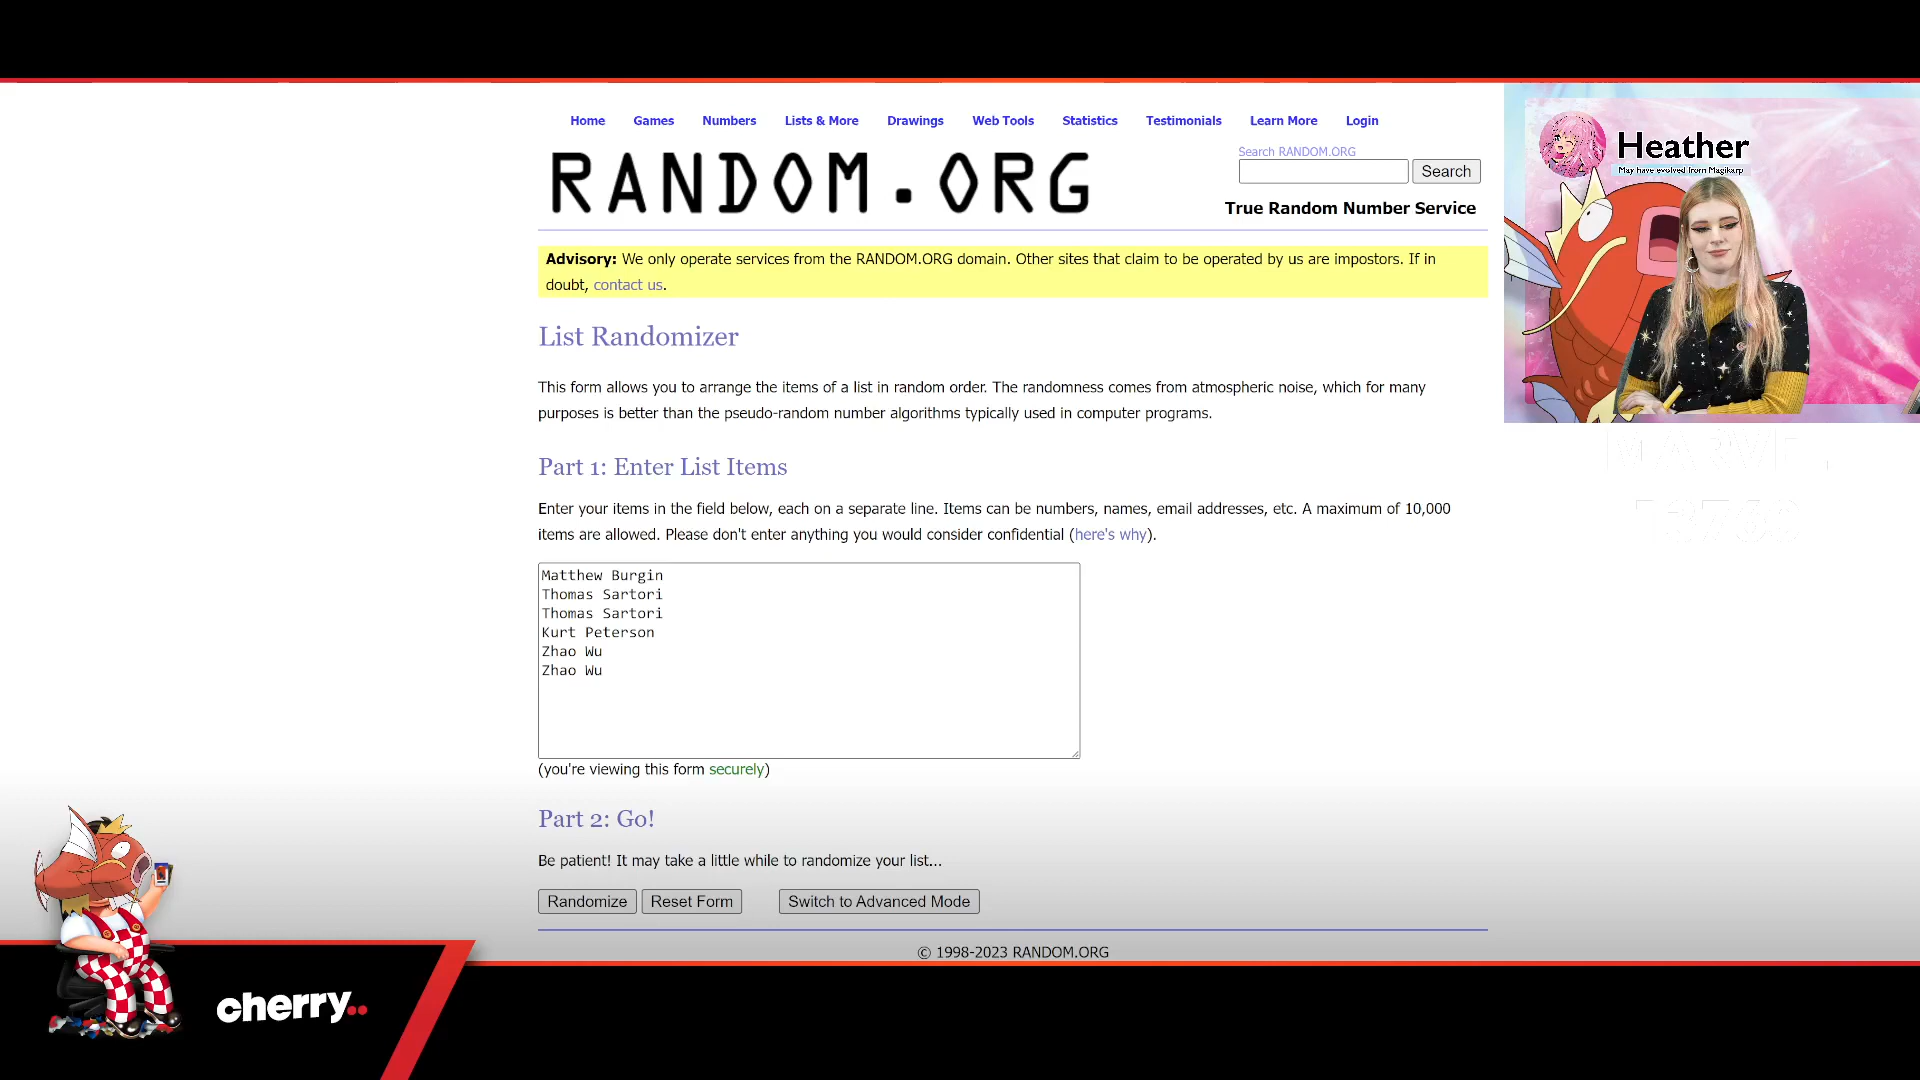 Home Games Numbers Lists & More Drawings Web Tools Statistics Testimonials Learn More Login
RANDOM.ORG
Search RANDOM.ORG
Search
True Random Number Service
Heather
May have evolved from Magikarp
Advisory: We only operate services from the RANDOM.ORG domain. Other sites that claim to be operated by us are impostors. If in
doubt, contact us.
List Randomizer
This form allows you to arrange the items of a list in random order. The randomness comes from atmospheric noise, which for many
purposes is better than the pseudo-random number algorithms typically used in computer programs.
Part 1: Enter List Items
Enter your items in the field below, each on a separate line. Items can be numbers, names, email addresses, etc. A maximum of 10,000
items are allowed. Please don't enter anything you would consider confidential (here's why).
Matthew Burgin
Thomas Sartori
Thomas Sartori
Kurt Peterson
Zhao Wu
Zhao Wu
(you're viewing this form securely)
Part 2: Go!
Be patient! It may take a little while to randomize your list...
Randomize Reset Form Switch to Advanced Mode
© 1998-2023 RANDOM.ORG
cherry..